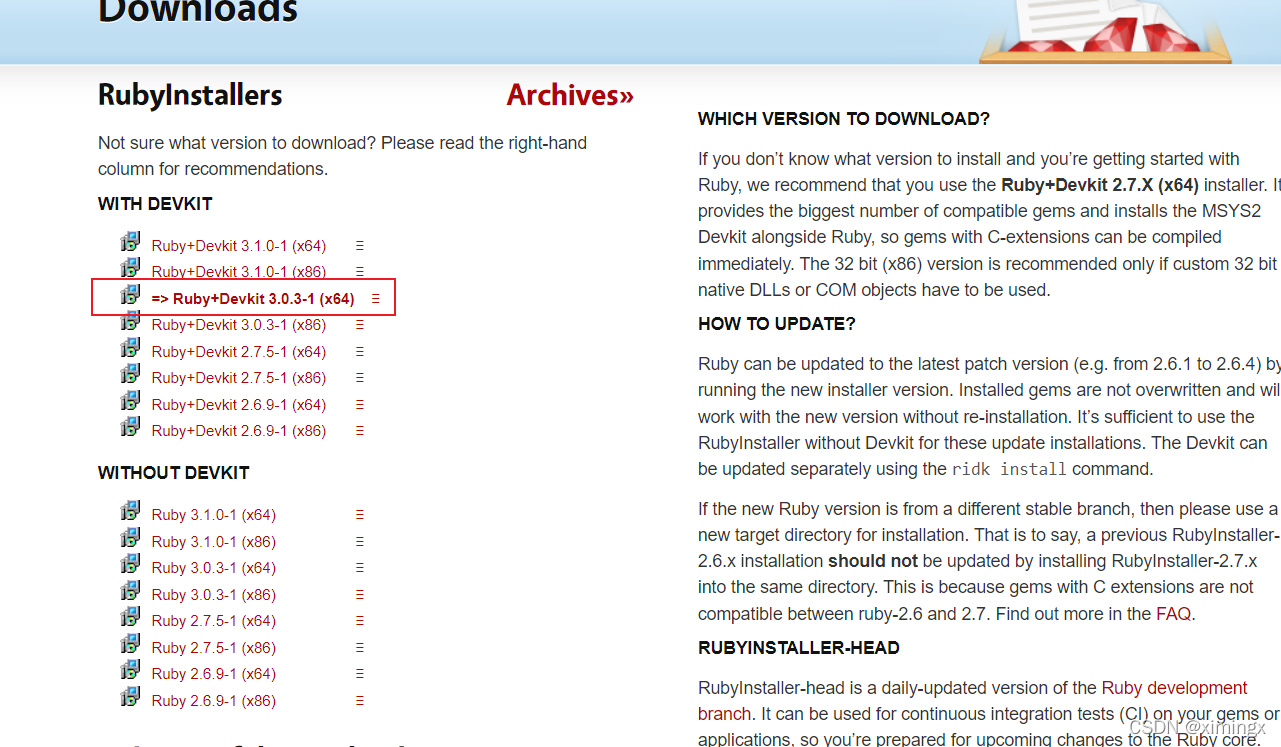 Downloads
RubyInstallers
Archives»
Not sure what version to download? Please read the right-hand
column for recommendations.
WITH DEVKIT
Ruby+Devkit 3.1.0-1 (x64)
Ruby+Devkit 3.1.0-1 (x86)
=> Ruby+Devkit 3.0.3-1 (x64)
Ruby+Devkit 3.0.3-1 (x86)
Ruby+Devkit 2.7.5-1 (x64)
Ruby+Devkit 2.7.5-1 (x86)
Ruby+Devkit 2.6.9-1 (x64)
Ruby+Devkit 2.6.9-1 (x86)
WITHOUT DEVKIT
Ruby 3.1.0-1 (x64)
Ruby 3.1.0-1 (x86)
Ruby 3.0.3-1 (x64)
Ruby 3.0.3-1 (x86)
Ruby 2.7.5-1 (x64)
Ruby 2.7.5-1 (x86)
Ruby 2.6.9-1 (x64)
Ruby 2.6.9-1 (x86)
WHICH VERSION TO DOWNLOAD?
If you don’t know what version to install and you’re getting started with
Ruby, we recommend that you use the Ruby+Devkit 2.7.X (x64) installer. It
provides the biggest number of compatible gems and installs the MSYS2
Devkit alongside Ruby, so gems with C-extensions can be compiled
immediately. The 32 bit (x86) version is recommended only if custom 32 bit
native DLLs or COM objects have to be used.
HOW TO UPDATE?
Ruby can be updated to the latest patch version (e.g. from 2.6.1 to 2.6.4) by
running the new installer version. Installed gems are not overwritten and wil
work with the new version without re-installation. It’s sufficient to use the
RubyInstaller without Devkit for these update installations. The Devkit can
be updated separately using the ridk install command.
If the new Ruby version is from a different stable branch, then please use a
new target directory for installation. That is to say, a previous RubyInstaller-
2.6.x installation should not be updated by installing RubyInstaller-2.7.x
into the same directory. This is because gems with C extensions are not
compatible between ruby-2.6 and 2.7. Find out more in the FAQ.
RUBYINSTALLER-HEAD
RubyInstaller-head is a daily-updated version of the Ruby development
branch. It can be used for continuous integration tests (CI) on your gems or
applications, so you’re prepared for upcoming changes to the Ruby core.
CSDN @ximingx